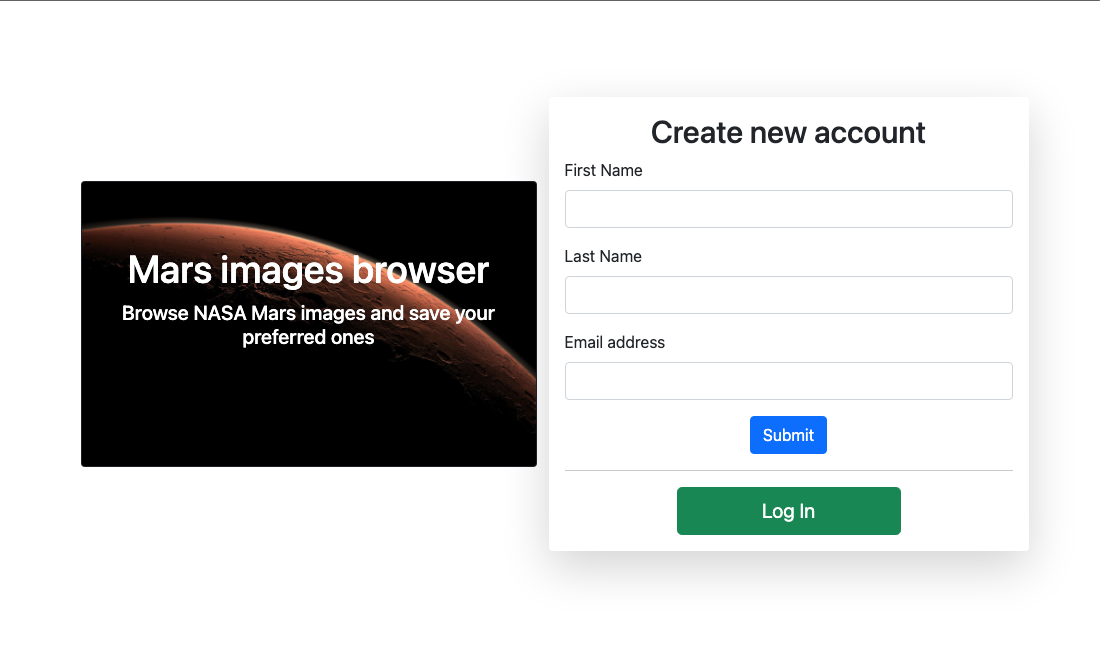 Mars images browser
Browse NASA Mars images and save your
preferred ones
Create new account
First Name
Last Name
Email address
Submit
Log In